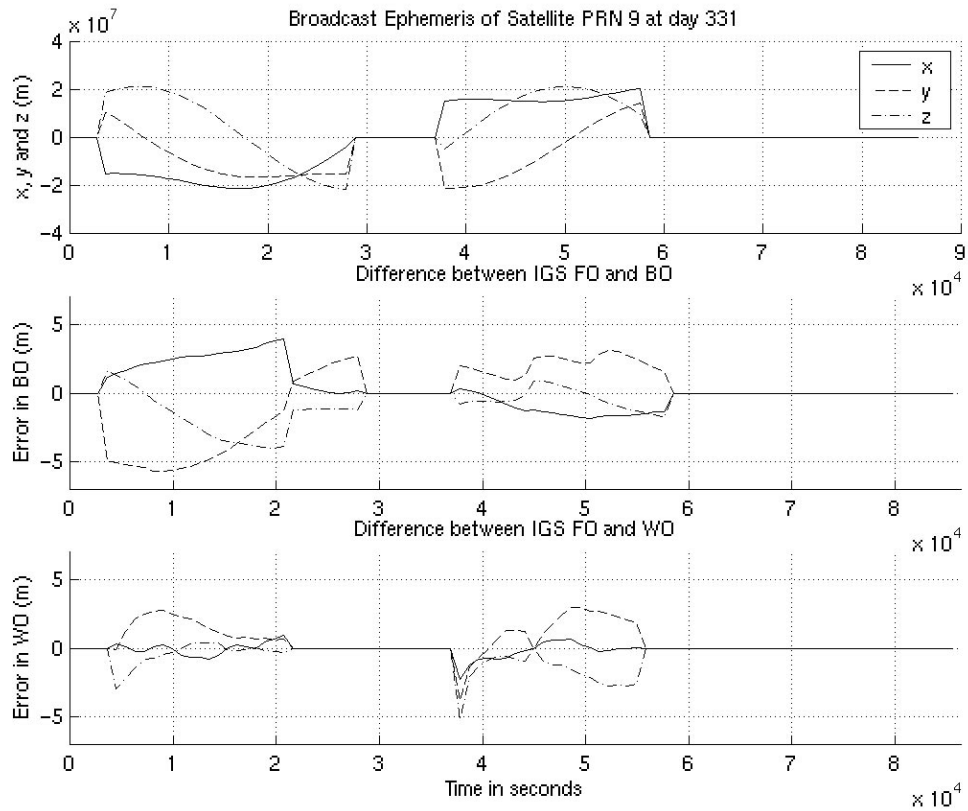 Broadcast Ephemeris of Satellite PRN 9 at day 331
x 10^7
x, y and z (m)
4
2
0
−2
−4
x
y
z
0 1 2 3 4 5 6 7 8 9
x 10^4
Difference between IGS FO and BO
Error in BO (m)
5
0
−5
0 1 2 3 4 5 6 7 8
x 10^4
Difference between IGS FO and WO
Error in WO (m)
5
0
−5
0 1 2 3 4 5 6 7 8
Time in seconds
x 10^4